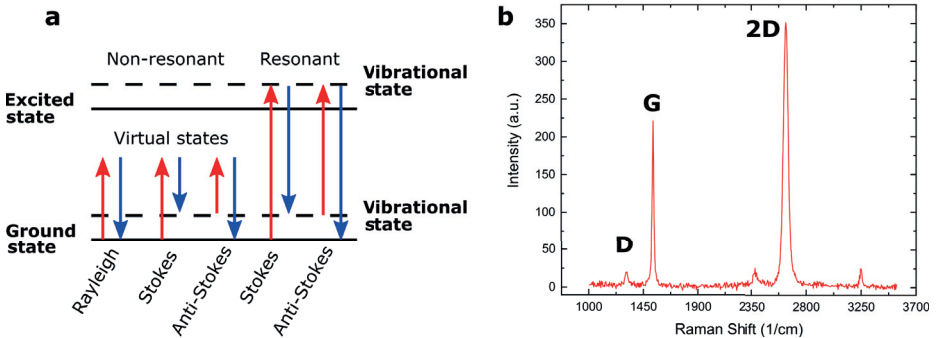 a
Non-resonant
Resonant
Vibrational
state
Excited
state
Virtual states
Vibrational
state
Ground
state
Rayleigh
Stokes
Anti-Stokes
Stokes
Anti-Stokes
b
350
300
250
200
150
100
50
0
Intensity (a.u.)
D
G
2D
1000
1450
1900
2350
2800
3250
3700
Raman Shift (1/cm)